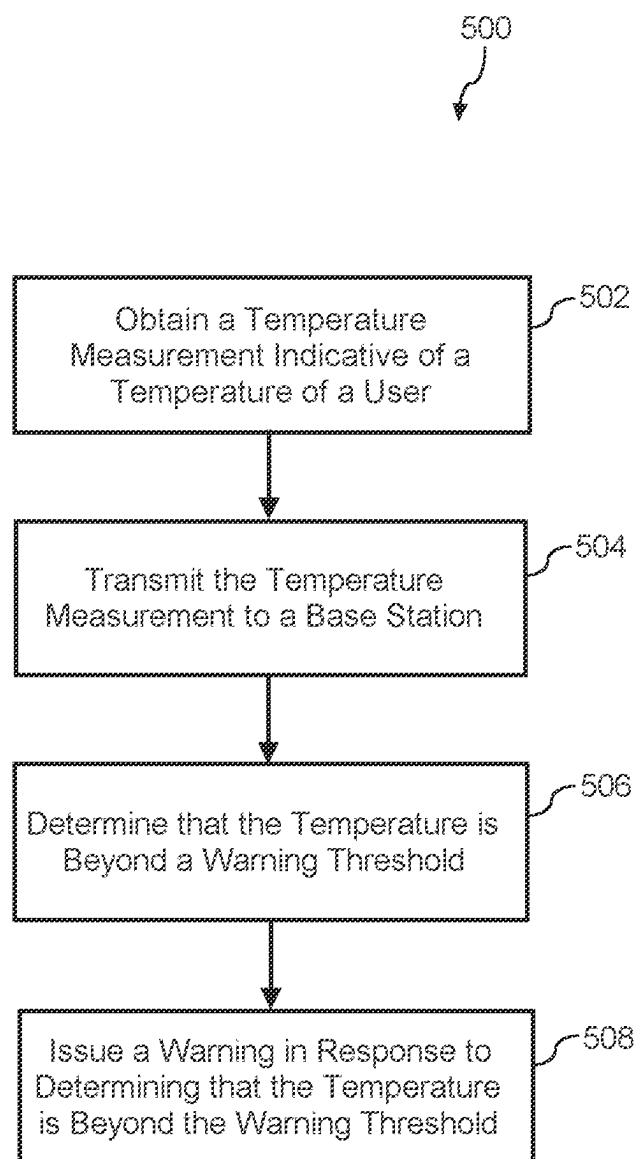 500
Obtain a Temperature
Measurement Indicative of a
Temperature of a User
502
Transmit the Temperature
Measurement to a Base Station
504
Determine that the Temperature is
Beyond a Warning Threshold
506
Issue a Warning in Response to
Determining that the Temperature
is Beyond the Warning Threshold
508